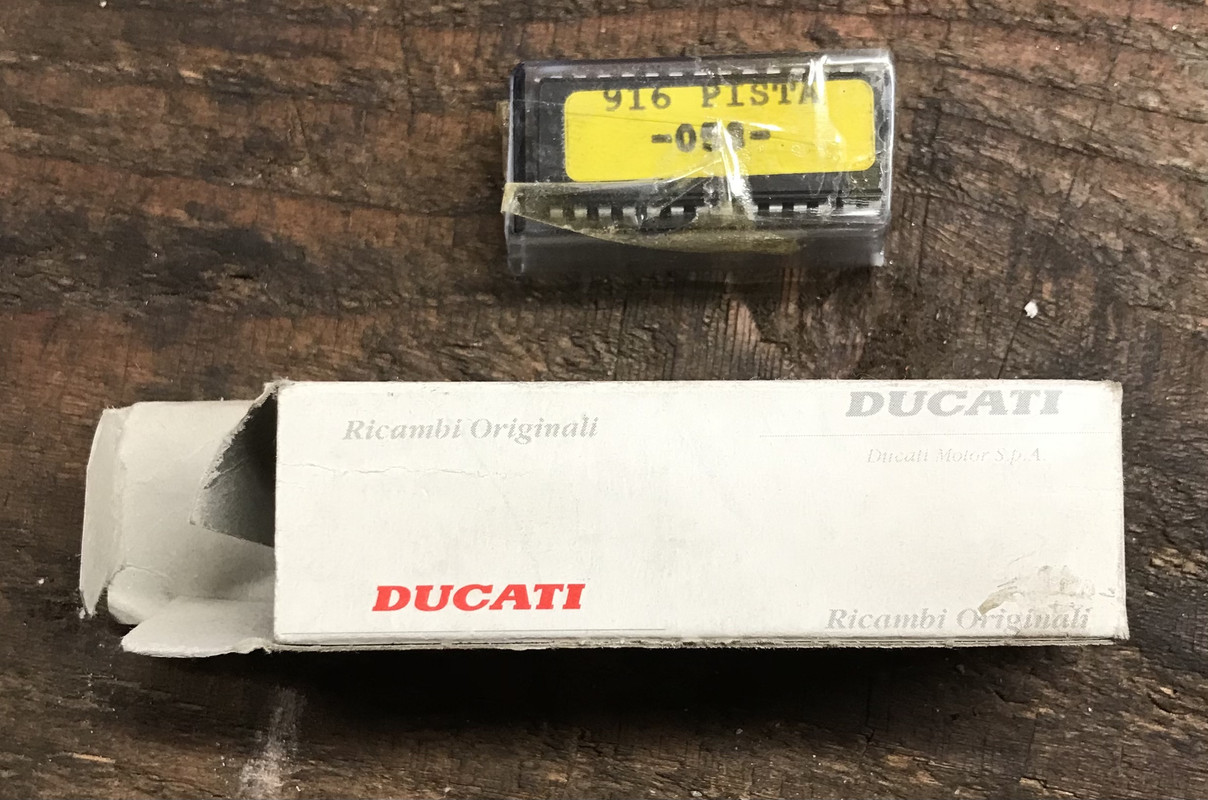 916 PISTA
Ricambi Originali
DUCATI
Ducati Motor S.p.A.
DUCATI
Ricambi Originali